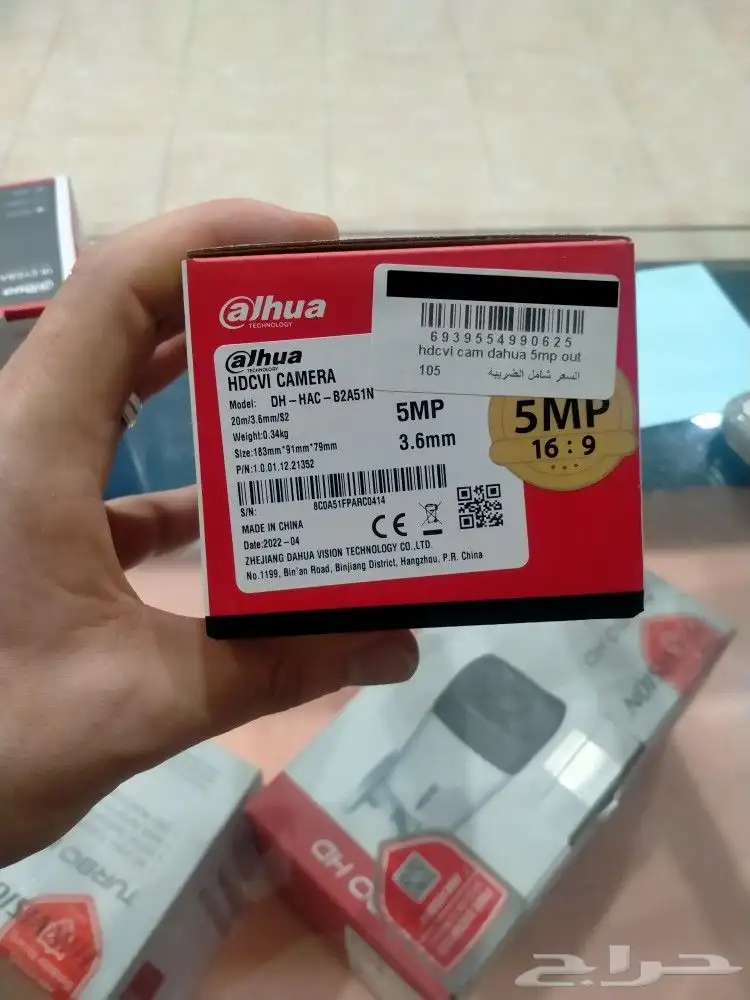 alhua
TECHNOLOGY
6939554990625
hdcvi cam dahua 5mp out
105 السعر شامل الضريبة
alhua
TECHNOLOGY
HDCVI CAMERA
Model: DH-HAC-B2A51N
20m/3.6mm/S2
Weight:0.34kg
Size:183mm*91mm*79mm
P/N:1.0.01.12.21352
5MP
3.6mm
5MP
16:9
S/N: 8C0A51FPARC0414
MADE IN CHINA
Date:2022-04
CE
ZHEJIANG DAHUA VISION TECHNOLOGY CO.,LTD.
No.1199, Bin'an Road, Binjiang District, Hangzhou, P.R. China
TURBO
HD
حراج